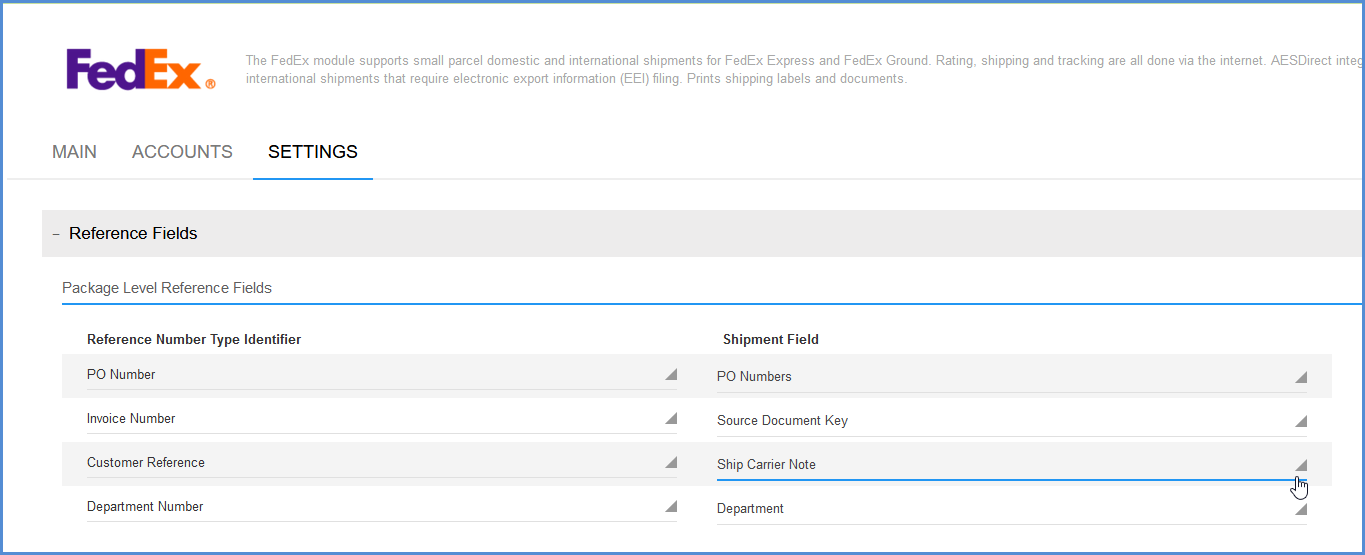 FedEx®
The FedEx module supports small parcel domestic and international shipments for FedEx Express and FedEx Ground. Rating, shipping and tracking are all done via the internet. AESDirect integ
international shipments that require electronic export information (EEI) filing. Prints shipping labels and documents.
MAIN ACCOUNTS SETTINGS
– Reference Fields
Package Level Reference Fields
Reference Number Type Identifier Shipment Field
PO Number PO Numbers
Invoice Number Source Document Key
Customer Reference Ship Carrier Note
Department Number Department